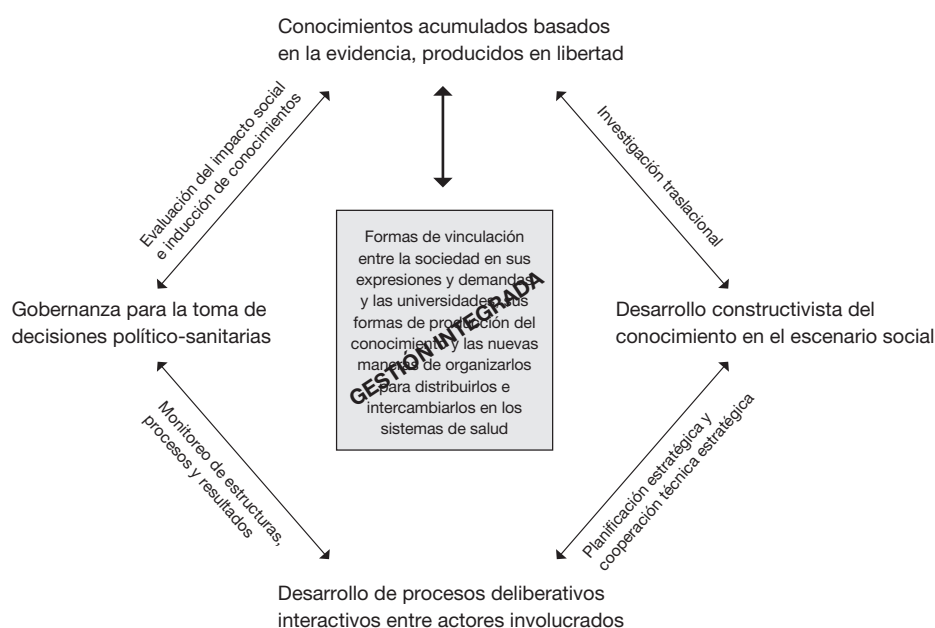 Conocimientos acumulados basados
en la evidencia, producidos en libertad
Evaluación del impacto social
e inducción de conocimientos
Investigación traslacional
Formas de vinculación
entre la sociedad en sus
expresiones y demandas
y las universidades, sus
formas de producción del
conocimiento y las nuevas
maneras de organizarlos
para distribuirlos e
intercambiarlos en los
sistemas de salud
GESTIÓN INTEGRADA
Gobernanza para la toma de
decisiones político-sanitarias
Desarrollo constructivista del
conocimiento en el escenario social
Monitoreo de estructuras,
procesos y resultados
Planificación estratégica y
cooperación técnica estratégica
Desarrollo de procesos deliberativos
interactivos entre actores involucrados